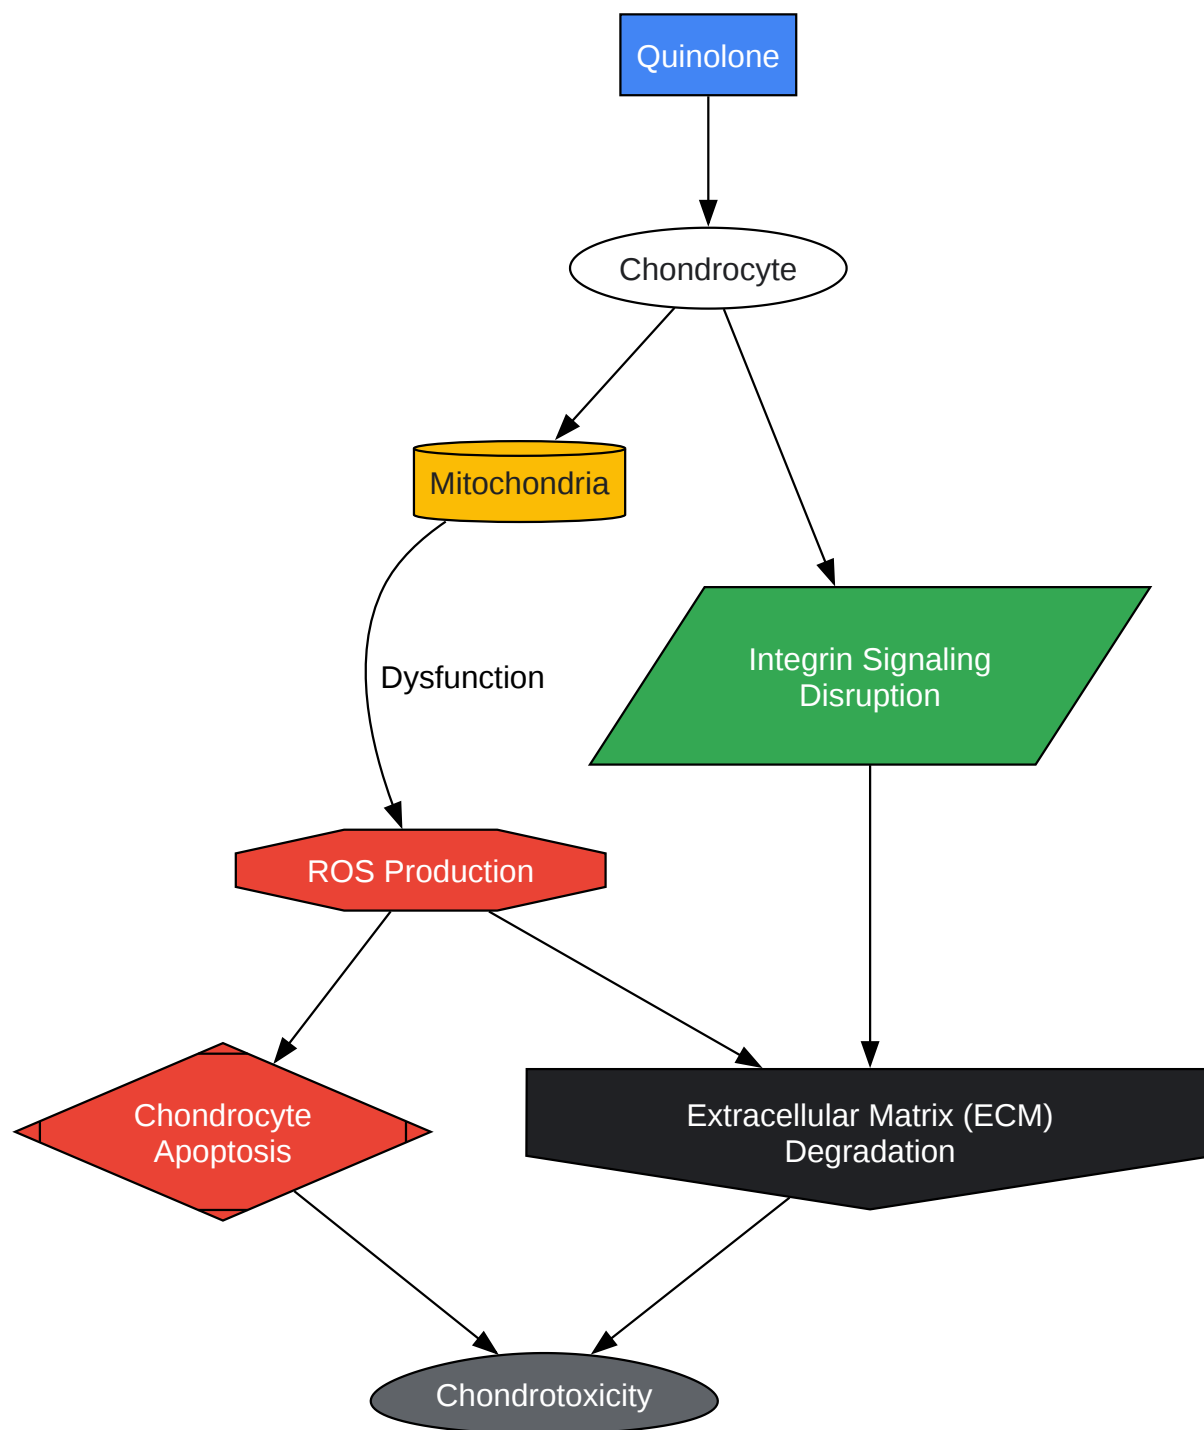 Quinolone
Chondrocyte
Mitochondria
Integrin Signaling
Disruption
Dysfunction
ROS Production
Chondrocyte
Apoptosis
Extracellular Matrix (ECM)
Degradation
Chondrotoxicity